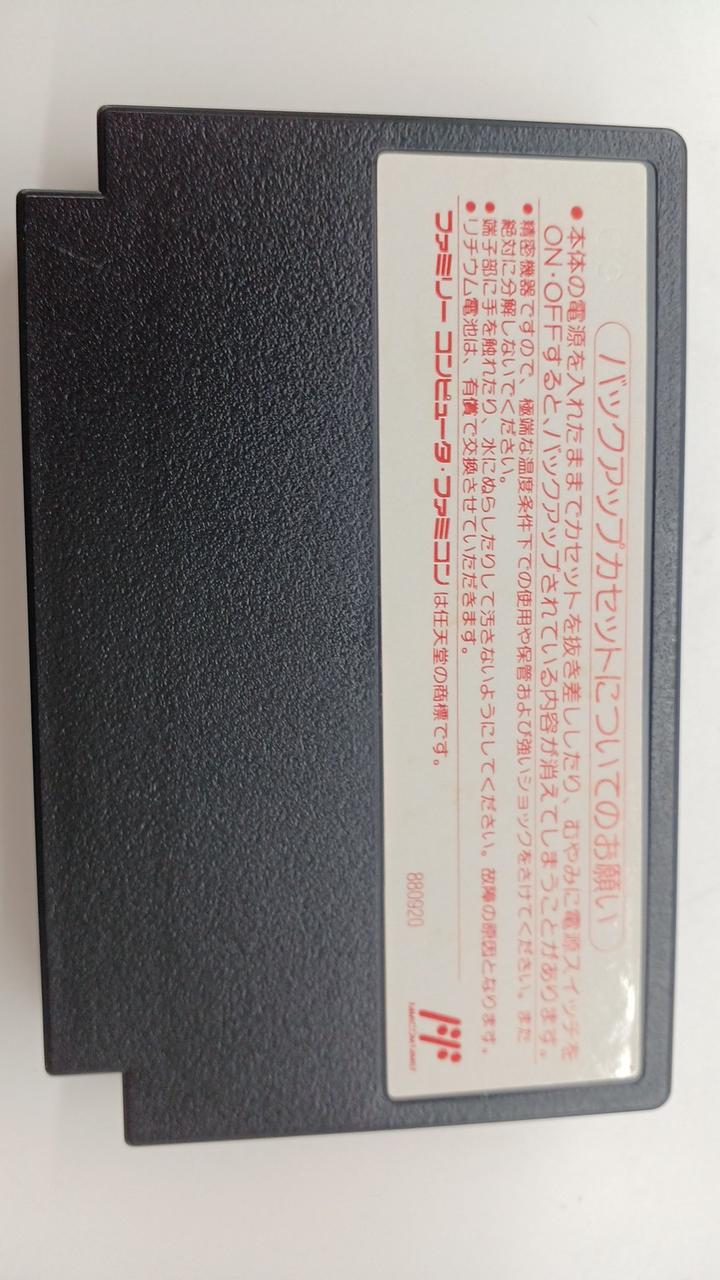 バックアップカセットについてのお願い
●本体の電源を入れたままでカセットを抜き差ししたり、むやみに電源スイッチを
ON・OFFすると、バックアップされている内容が消えてしまうことがあります。
●精密機器ですので、極端な温度条件下での使用や保管および強いショックをさけてください。また
絶対に分解しないでください。
●端子部に手を触れたり、水にぬらしたりして汚さないようにしてください。故障の原因となります。
●リチウム電池は、有償で交換させていただきます。
ファミリー コンピュータ・ファミコンは任天堂の商標です。
880920